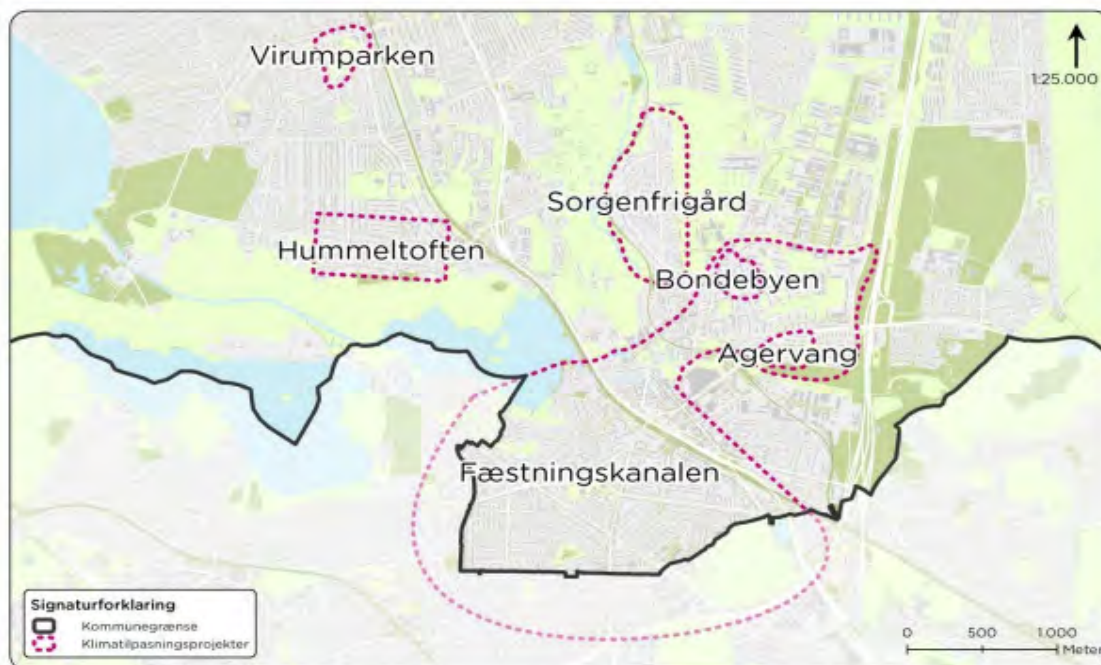 Virumparken
1:25.000
Sorgenfrigård
Hummeltoften
Bondebyen
Agervang
Fæstningskanalen
Signaturforklaring
Kommunegrænse
Klimatilpasningsprojekter
0 500 1.000
Meter